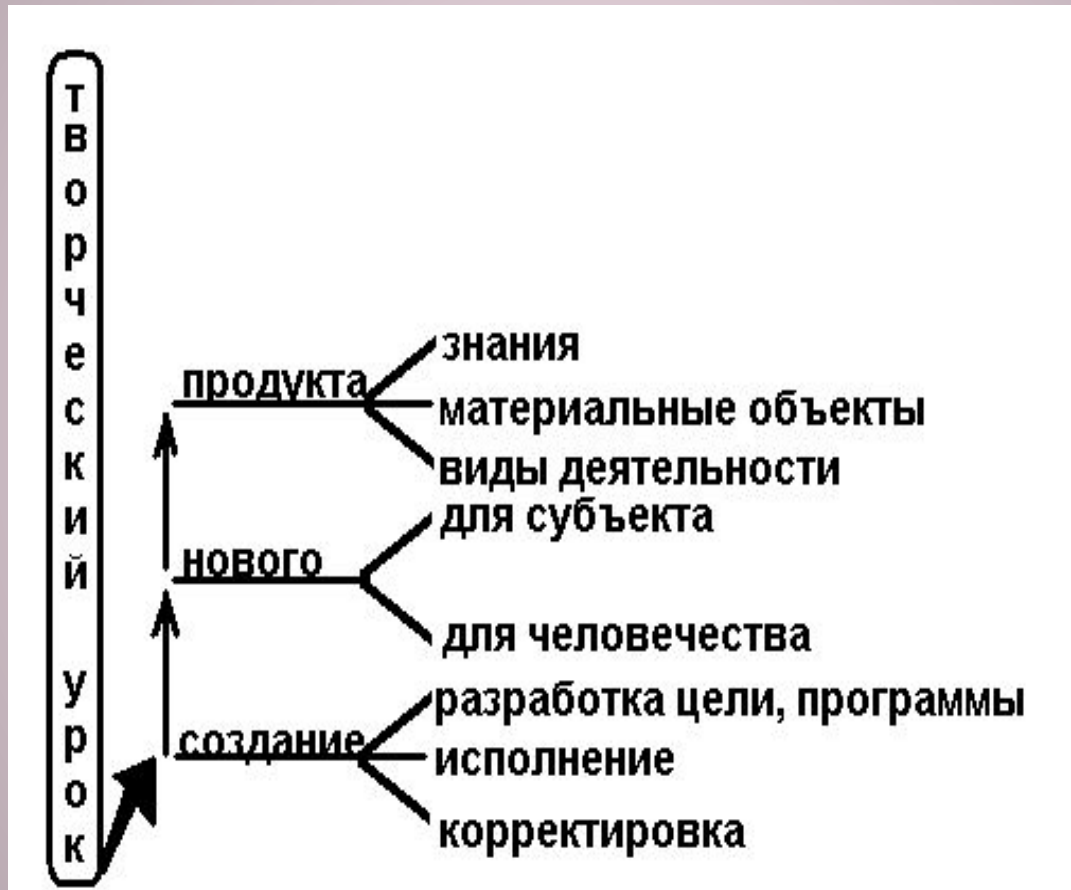 творческий урок
продукта
знания
материальные объекты
виды деятельности
нового
для субъекта
для человечества
создание
разработка цели, программы
исполнение
корректировка